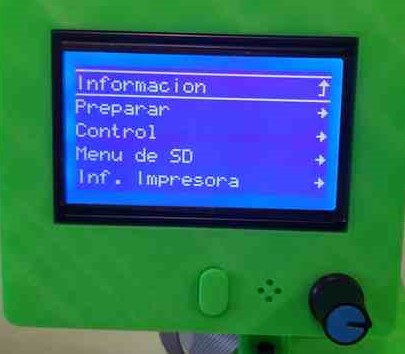 Informacion
Preparar
Control
Menu de SD
Inf. Impresora